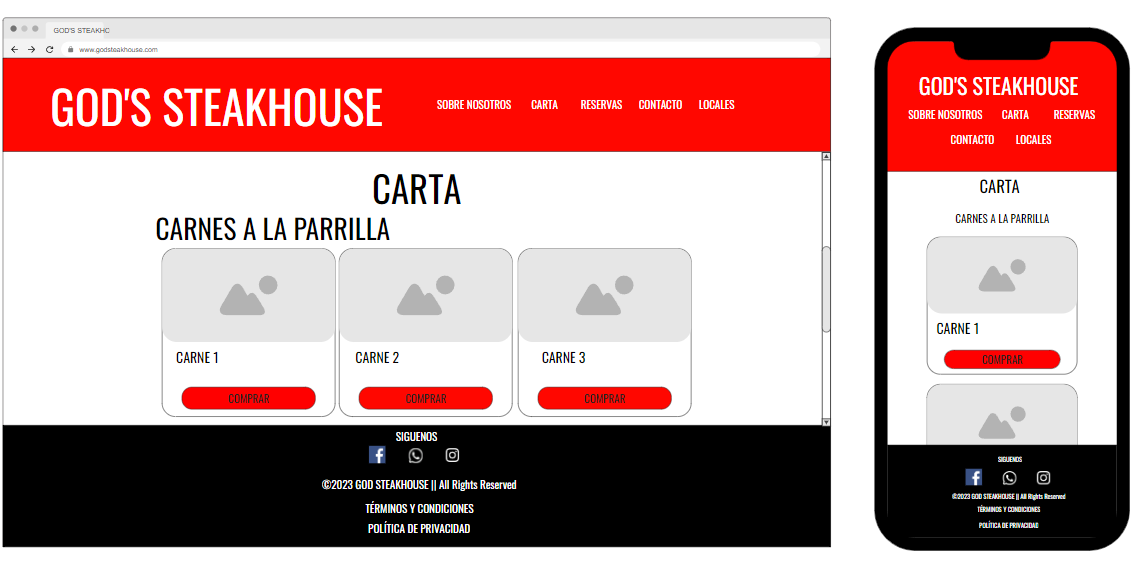 GOD'S STEAKHC
www.godsteakhouse.com
GOD'S STEAKHOUSE
SOBRE NOSOTROS CARTA RESERVAS CONTACTO LOCALES
CARTA
CARNES A LA PARRILLA
CARNE 1 CARNE 2 CARNE 3
COMPRAR COMPRAR COMPRAR
SIGUENOS
©2023 GOD STEAKHOUSE || All Rights Reserved
TÉRMINOS Y CONDICIONES
POLÍTICA DE PRIVACIDAD
GOD'S STEAKHOUSE
SOBRE NOSOTROS CARTA RESERVAS
CONTACTO LOCALES
CARTA
CARNES A LA PARRILLA
CARNE 1
COMPRAR
SIGUENOS
©2023 GOD STEAKHOUSE || All Rights Reserved
TÉRMINOS Y CONDICIONES
POLÍTICA DE PRIVACIDAD